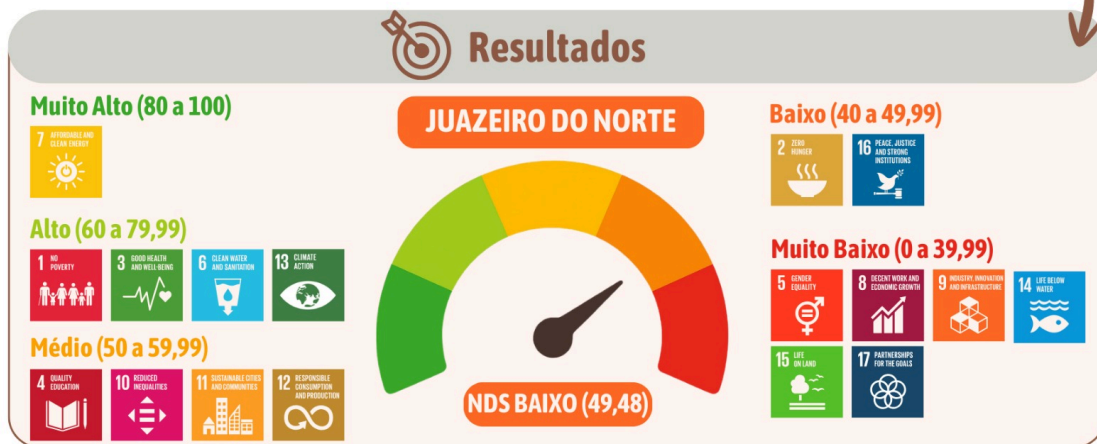 Resultados
Muito Alto (80 a 100)
7 AFFORDABLE AND
CLEAN ENERGY
Alto (60 a 79,99)
1 NO
POVERTY
3 GOOD HEALTH
AND WELL-BEING
6 CLEAN WATER
AND SANITATION
13 CLIMATE
ACTION
Médio (50 a 59,99)
4 QUALITY
EDUCATION
10 REDUCED
INEQUALITIES
11 SUSTAINABLE CITIES
AND COMMUNITIES
12 RESPONSIBLE
CONSUMPTION
AND PRODUCTION
JUAZEIRO DO NORTE
NDS BAIXO (49,48)
Baixo (40 a 49,99)
2 ZERO
HUNGER
16 PEACE, JUSTICE
AND STRONG
INSTITUTIONS
Muito Baixo (0 a 39,99)
5 GENDER
EQUALITY
8 DECENT WORK AND
ECONOMIC GROWTH
9 INDUSTRY, INNOVATION
AND INFRASTRUCTURE
14 LIFE BELOW
WATER
15 LIFE
ON LAND
17 PARTNERSHIPS
FOR THE GOALS